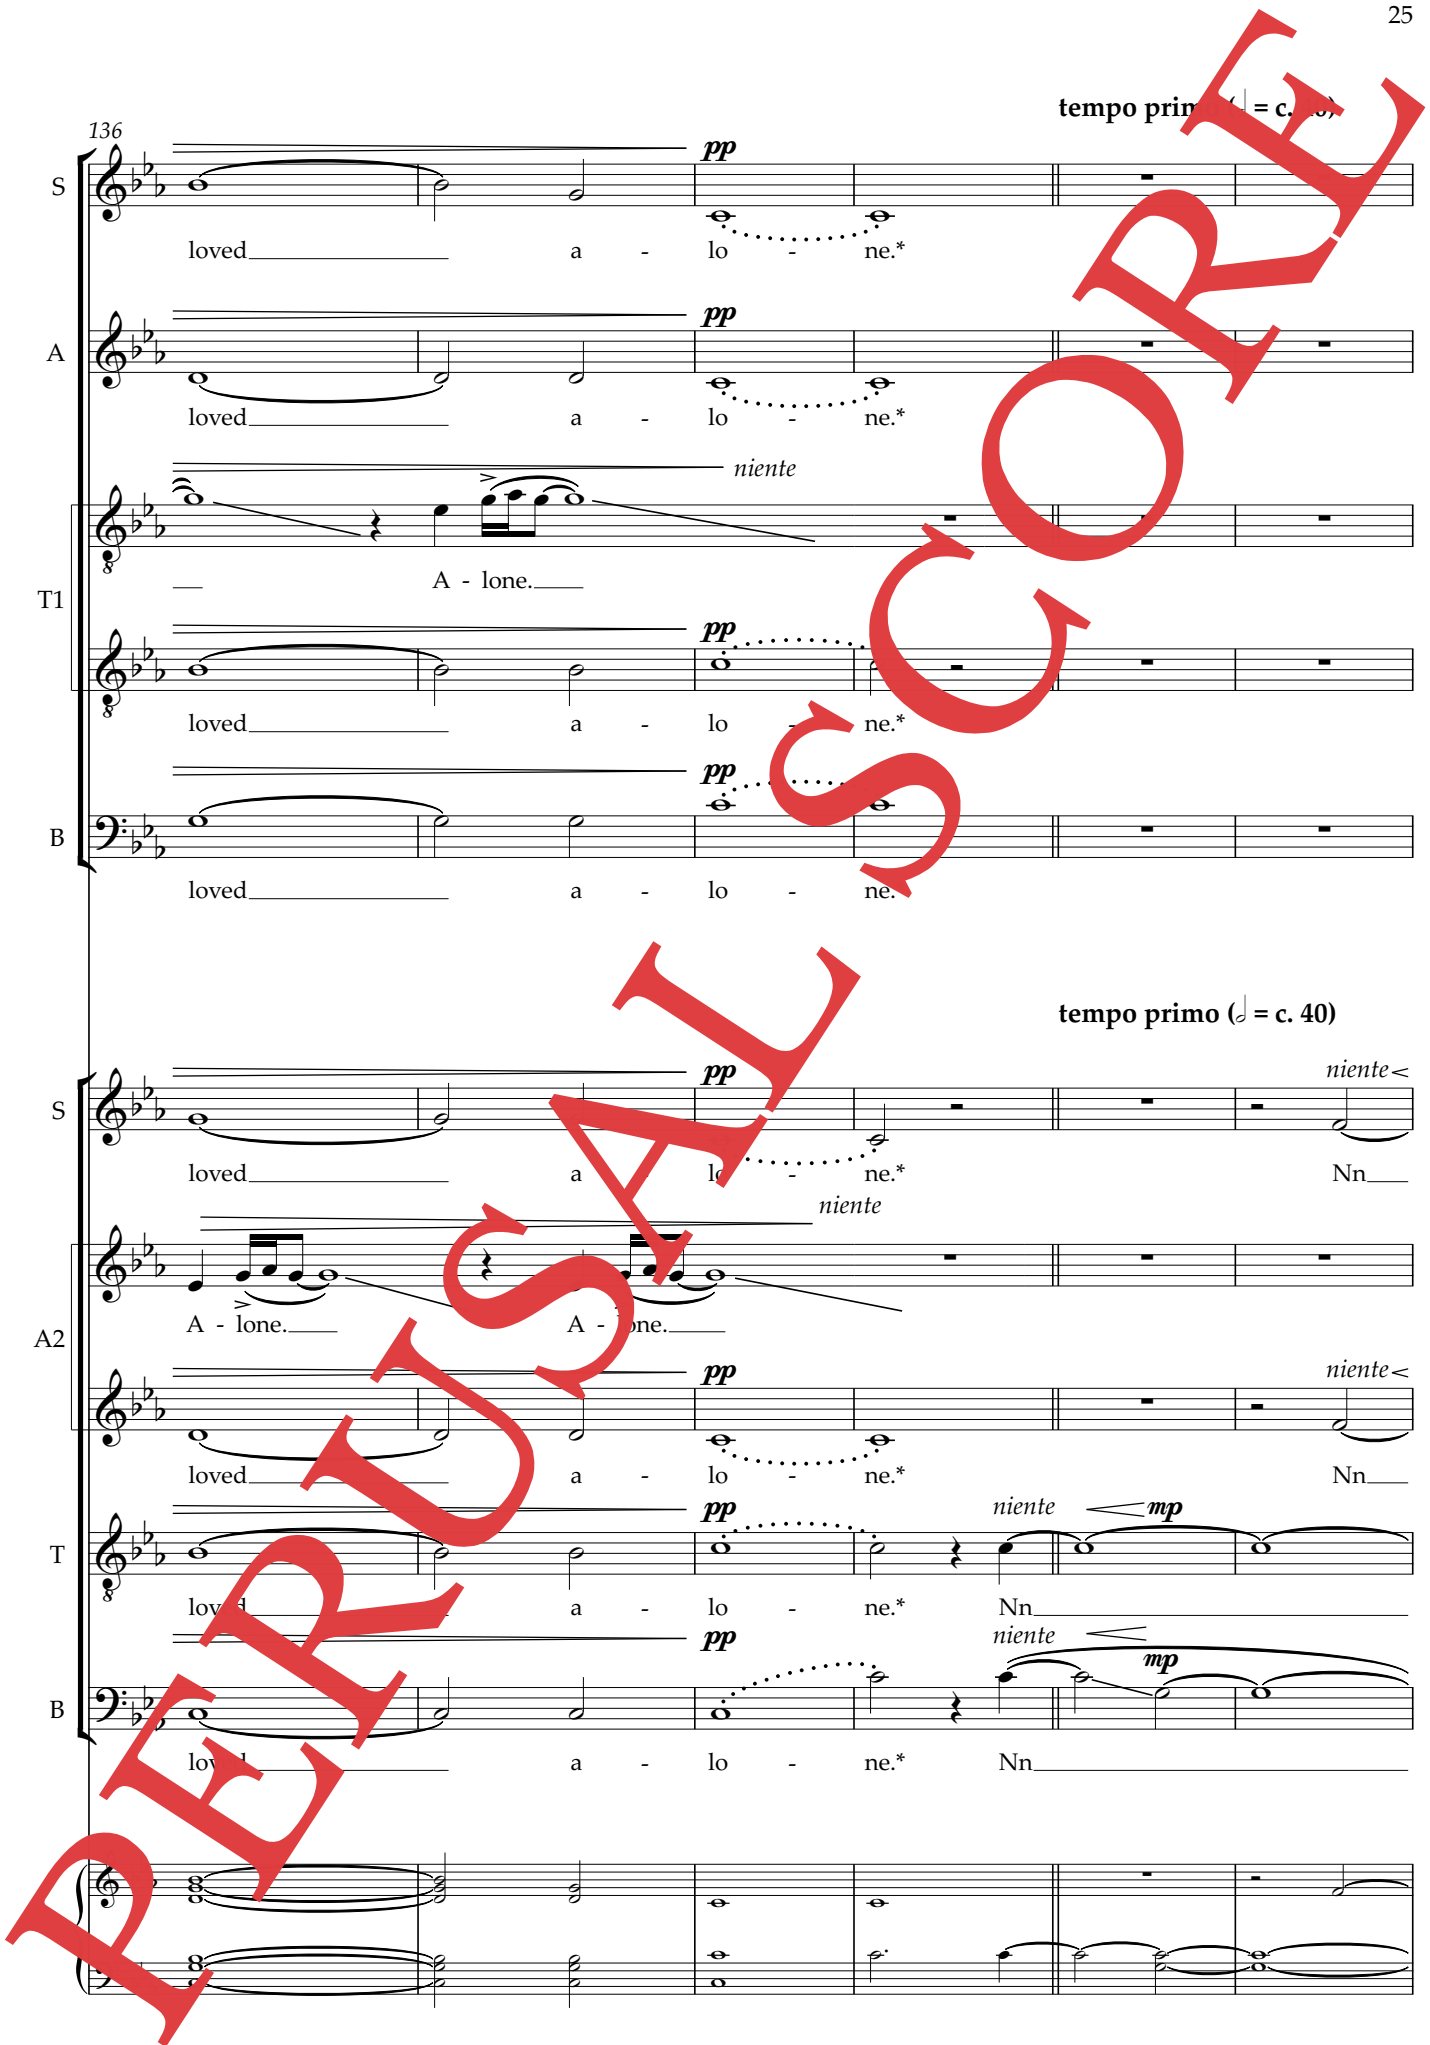 25
tempo primo (𝅗𝅥 = c. 40)
136
pp
S
loved a - lo - ne.*
pp
A
loved a - lo - ne.*
niente
A - lone.
T1
pp
loved a - lo - ne.*
pp
B
loved a - lo - ne.
tempo primo (𝅗𝅥 = c. 40)
pp niente
S
loved a lo - ne.* Nn
niente
A - lone. A - lone.
A2
pp niente
loved a - lo - ne.* Nn
pp niente mp
T
loved a - lo - ne.* Nn
pp niente mp
B
loved a - lo - ne.* Nn
PERUSAL SCORE